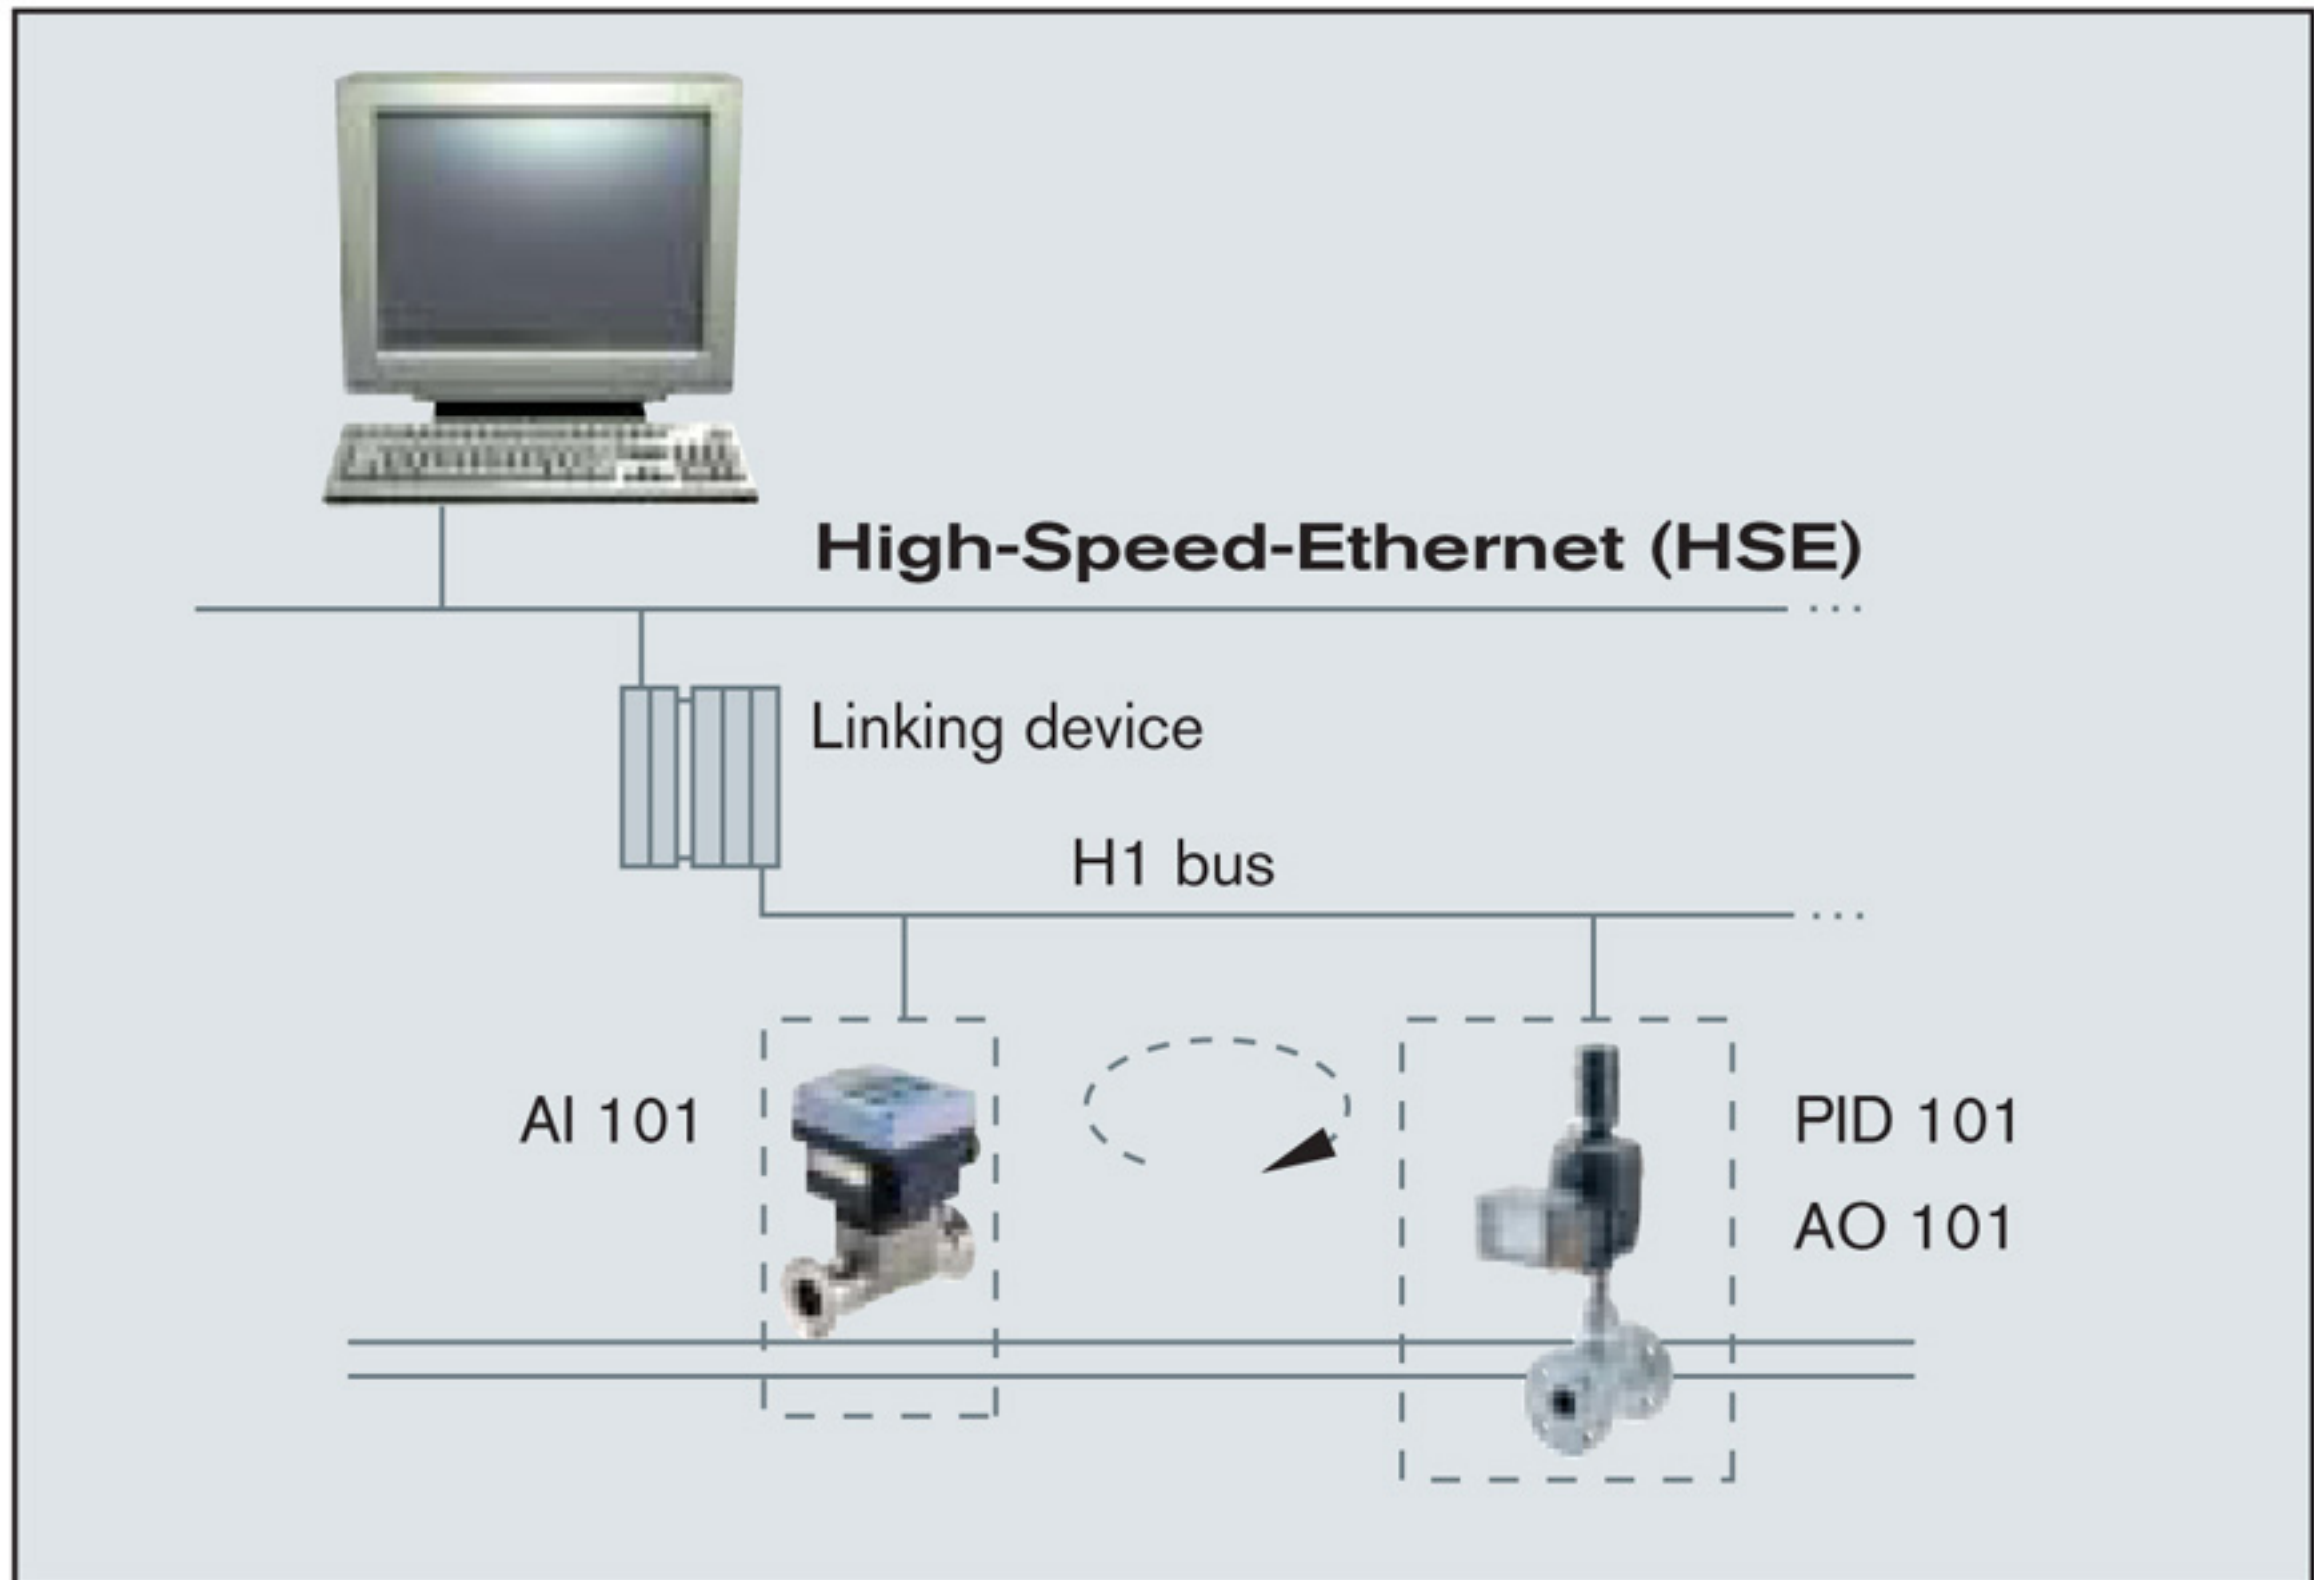 High-Speed-Ethernet (HSE)
Linking device
H1 bus
AI 101
PID 101
AO 101